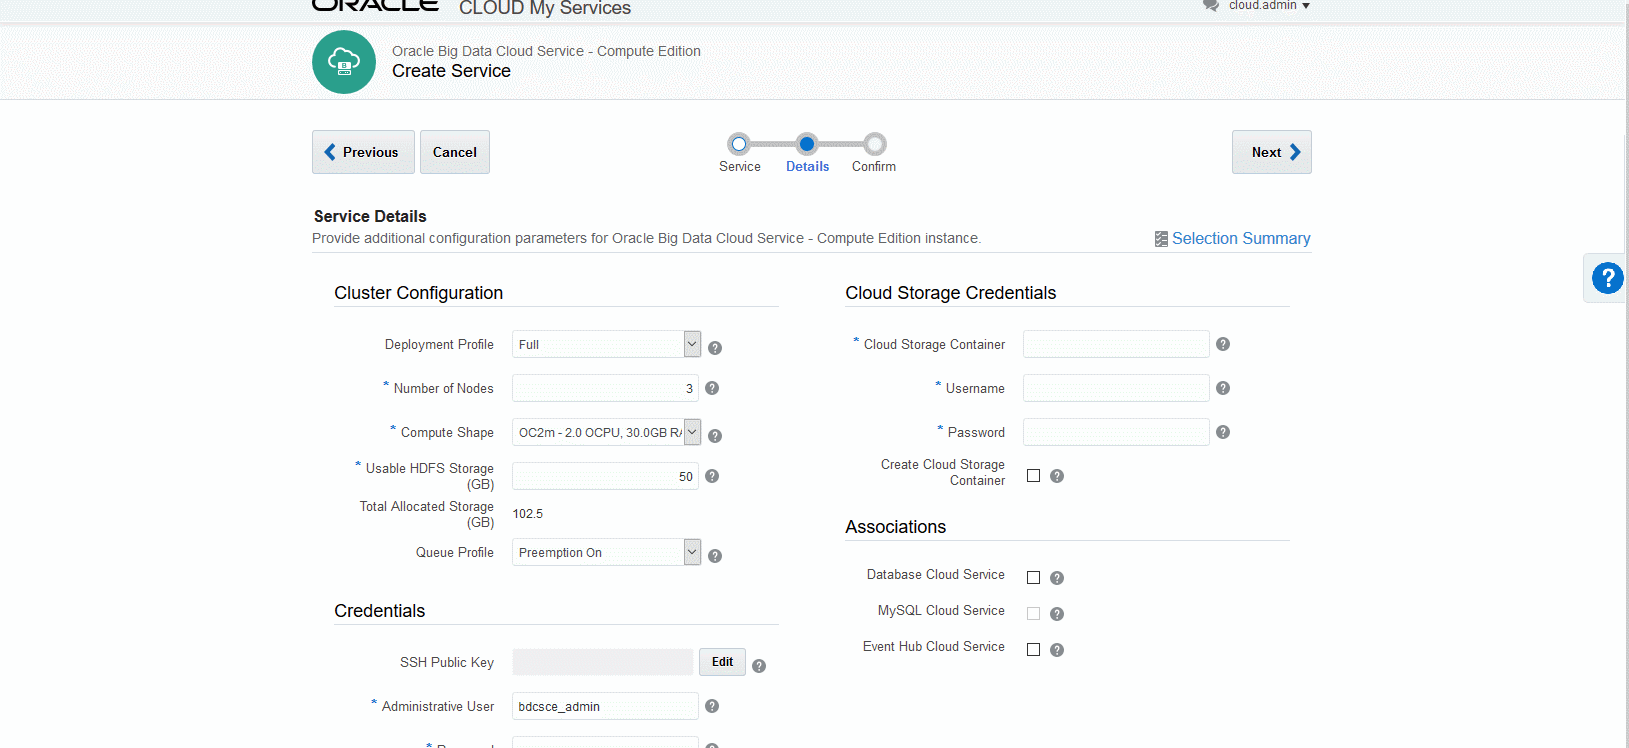 ORACLE CLOUD My Services
cloud.admin
Oracle Big Data Cloud Service - Compute Edition
Create Service
Previous
Cancel
Service
Details
Confirm
Next
Service Details
Provide additional configuration parameters for Oracle Big Data Cloud Service - Compute Edition instance.
Selection Summary
Cluster Configuration
Deployment Profile Full ?
* Number of Nodes 3 ?
* Compute Shape OC2m - 2.0 OCPU, 30.0GB ?
* Usable HDFS Storage
(GB) 50 ?
Total Allocated Storage
(GB) 102.5
Queue Profile Preemption On ?
Credentials
SSH Public Key Edit ?
* Administrative User bdcsce_admin ?
Cloud Storage Credentials
* Cloud Storage Container ?
* Username ?
* Password ?
Create Cloud Storage
Container ?
Associations
Database Cloud Service ?
MySQL Cloud Service ?
Event Hub Cloud Service ?
?